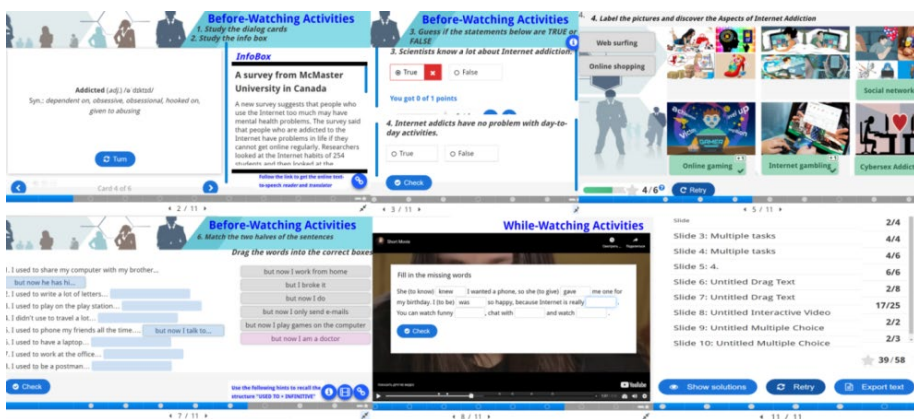 Before-Watching Activities
1. Study the dialog cards
2. Study the info box
Addicted (adj.) /əˈdɪktɪd/
Syn.: dependent on, obsessive, obsessional, hooked on,
given to abusing
Turn
Card 4 of 6
InfoBox
A survey from McMaster
University in Canada
A new survey suggests that people who
use the Internet too much may have
mental health problems. The survey said
that people who are addicted to the
Internet have problems in life if they
cannot get online regularly. Researchers
looked at the Internet habits of 254
students and then looked at the
Follow the link to get the online text-
to-speech reader and translator
2 / 11
Before-Watching Activities
3. Guess if the statements below are TRUE or
FALSE
3. Scientists know a lot about Internet addiction.
True
False
You got 0 of 1 points
4. Internet addicts have no problem with day-to-
day activities.
True
False
Check
3 / 11
4. Label the pictures and discover the Aspects of Internet Addiction
Web surfing
Online shopping
Social network
Online gaming
Internet gambling
Cybersex Addic
4/6
Retry
5 / 11
Before-Watching Activities
6. Match the two halves of the sentences
Drag the words into the correct boxes
1. I used to share my computer with my brother...
but now he has hi...
2. I used to write a lot of letters...
3. I used to play on the play station...
4. I didn't use to travel a lot...
5. I used to phone my friends all the time....
but now I talk to...
6. I used to have a laptop...
7. I used to work at the office...
8. I used to be a postman...
but now I work from home
but I broke it
but now I do
but now I only send e-mails
but now I play games on the computer
but now I am a doctor
Check
Use the following hints to recall the
structure "USED TO + INFINITIVE"
7 / 11
While-Watching Activities
Short Movie
Fill in the missing words
She (to know) knew I wanted a phone, so she (to give) gave me one for
my birthday. I (to be) was so happy, because Internet is really
You can watch funny , chat with and watch .
Check
YouTube
8 / 11
Slide
2/4
Slide 3: Multiple tasks
4/4
Slide 4: Multiple tasks
4/6
Slide 5: 4.
6/6
Slide 6: Untitled Drag Text
2/8
Slide 7: Untitled Drag Text
17/25
Slide 8: Untitled Interactive Video
2/2
Slide 9: Untitled Multiple Choice
2/3
Slide 10: Untitled Multiple Choice
39/58
Show solutions
Retry
Export text
11 / 11